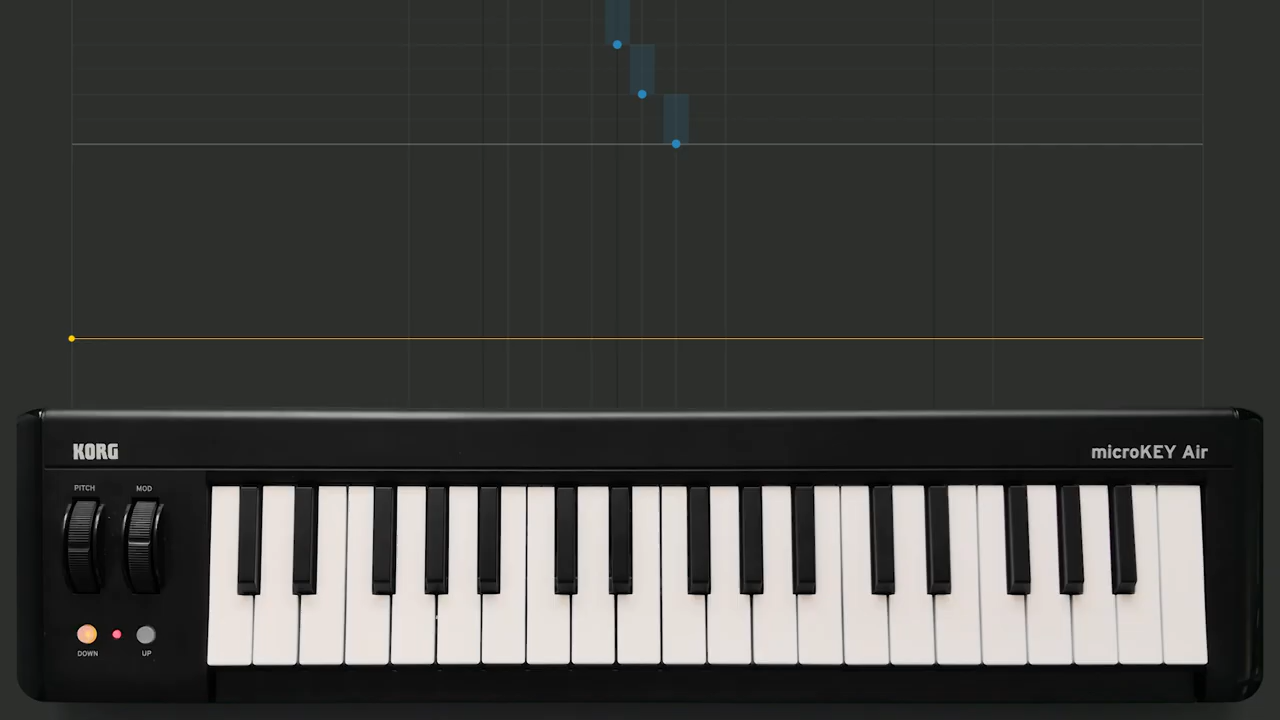 KORG
microKEY Air
PITCH
MOD
DOWN
UP